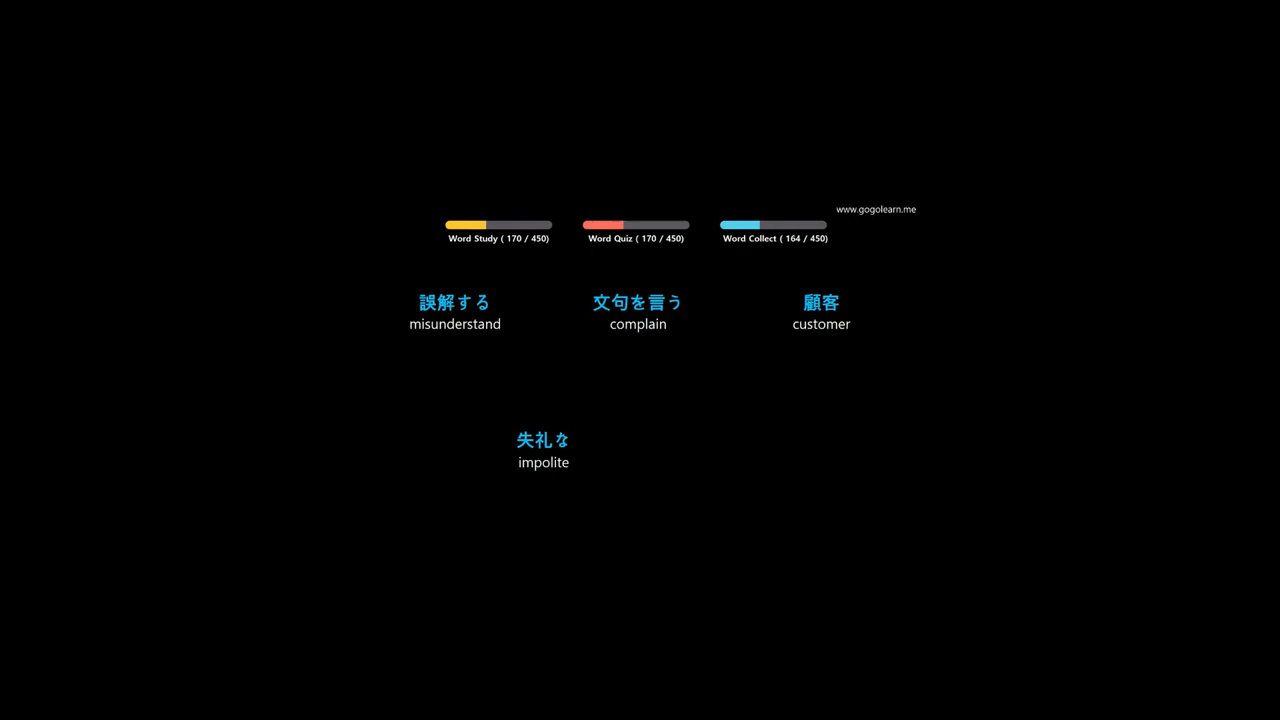 www.gogolearn.me
Word Study ( 170 / 450)
Word Quiz ( 170 / 450)
Word Collect ( 164 / 450)
誤解する
misunderstand
文句を言う
complain
顧客
customer
失礼な
impolite